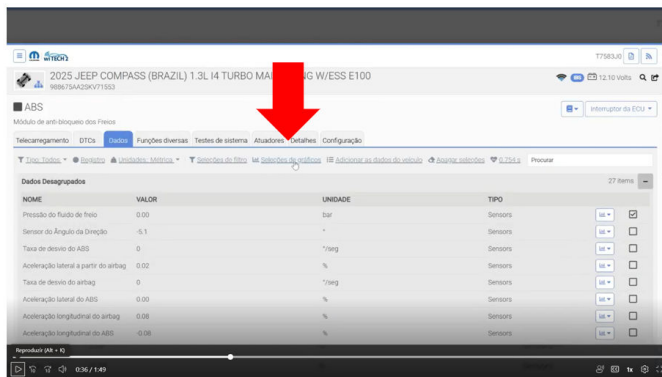 wiTECH2 T7583J0
2025 JEEP COMPASS (BRAZIL) 1.3L I4 TURBO MA NG W/ESS E100 12.10 Volts
988675AA2SKV71553
ABS Interruptor da ECU
Módulo de anti-bloqueio dos Freios
Telecarregamento DTCs Dados Funções diversas Testes de sistema Atuadores Detalhes Configuração
Tipo: Todos Registro Unidades: Métrica Seleções do filtro Seleções de gráficos Adicionar as dados do veículo Apagar seleções 0.754 s Procurar
Dados Desagrupados 27 items
NOME VALOR UNIDADE TIPO
Pressão do fluido de freio 0.00 bar Sensors
Sensor do Ângulo da Direção -5.1 ° Sensors
Taxa de desvio do ABS 0 °/seg Sensors
Aceleração lateral a partir do airbag 0.02 % Sensors
Taxa de desvio do airbag 0 °/seg Sensors
Aceleração lateral do ABS 0.00 % Sensors
Aceleração longitudinal do airbag 0.08 % Sensors
Aceleração longitudinal do ABS -0.08 % Sensors
Reproduzir (Alt + K)
0:36 / 1:49 1x